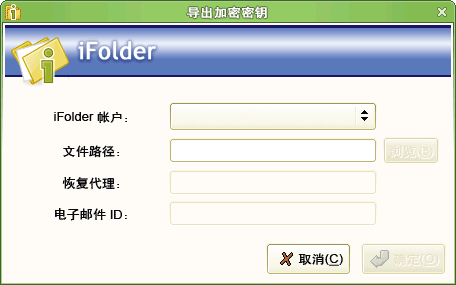 导出加密密钥
iFolder
iFolder 帐户：
文件路径： 浏览(B)
恢复代理：
电子邮件 ID：
取消(C) 确定(O)